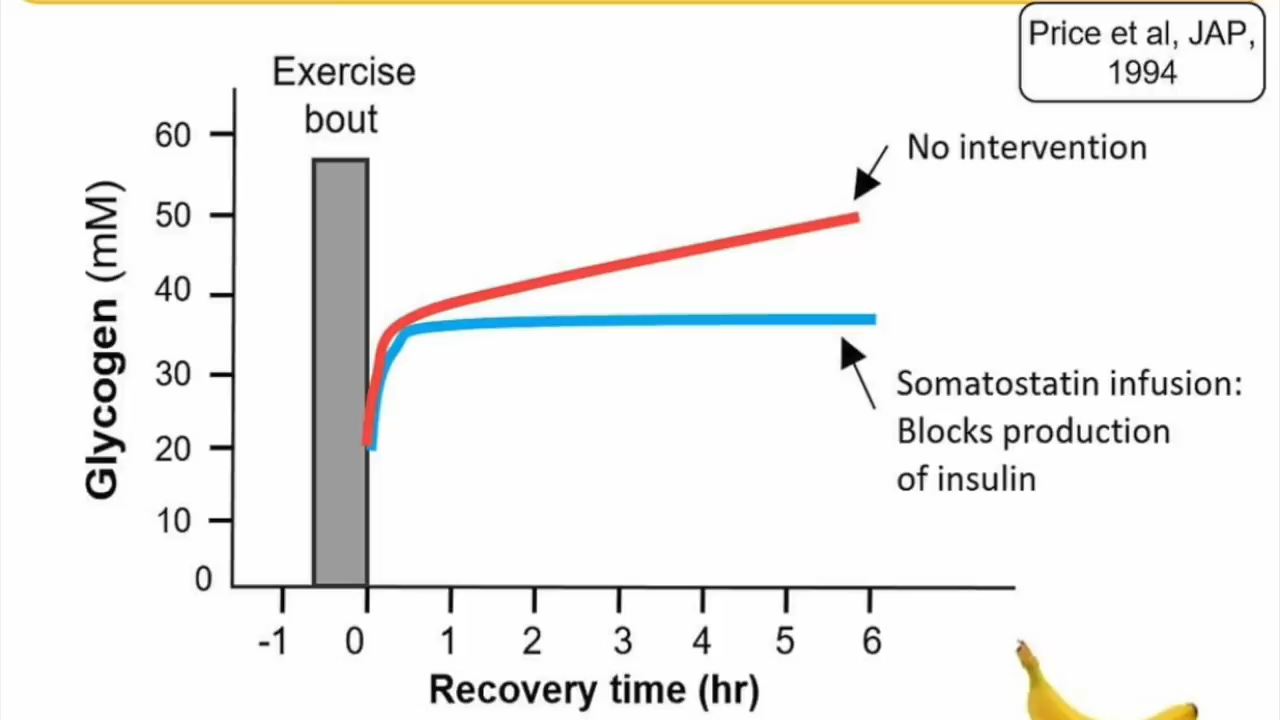 Price et al, JAP,
1994
Exercise
bout
60
50
40
30
20
10
0
Glycogen (mM)
No intervention
Somatostatin infusion:
Blocks production
of insulin
-1 0 1 2 3 4 5 6
Recovery time (hr)